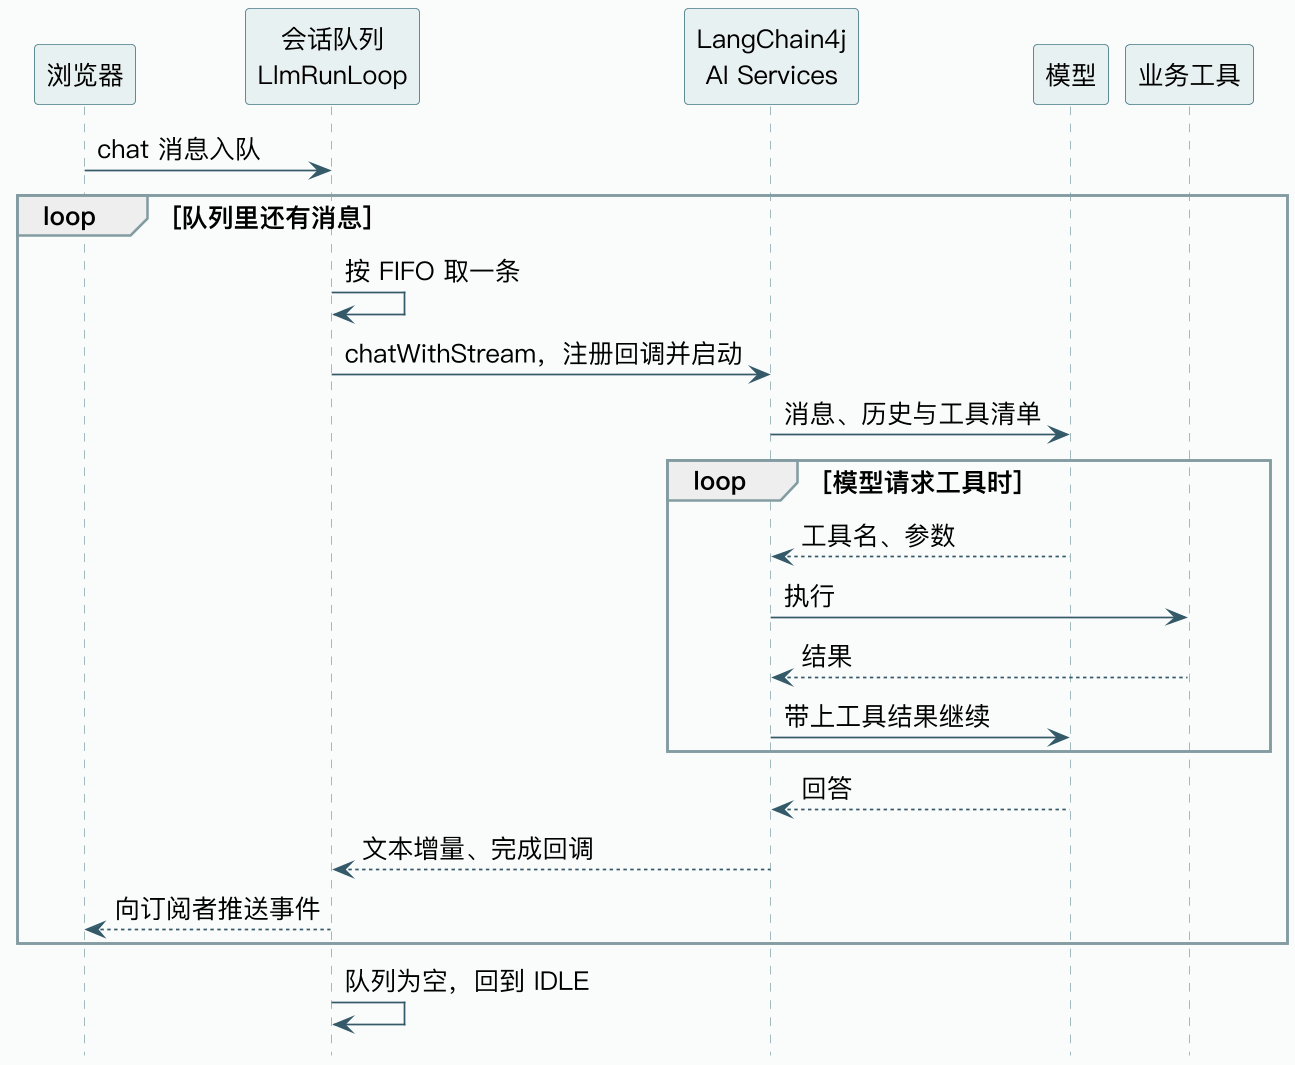 浏览器
会话队列
LlmRunLoop
LangChain4j
AI Services
模型
业务工具
chat 消息入队
loop [队列里还有消息]
按 FIFO 取一条
chatWithStream，注册回调并启动
消息、历史与工具清单
loop [模型请求工具时]
工具名、参数
执行
结果
带上工具结果继续
回答
文本增量、完成回调
向订阅者推送事件
队列为空，回到 IDLE